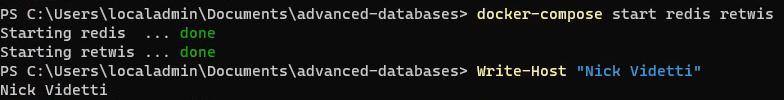 PS C:\Users\localadmin\Documents\advanced-databases> docker-compose start redis retwis
Starting redis  ... done
Starting retwis ... done
PS C:\Users\localadmin\Documents\advanced-databases> Write-Host "Nick Videtti"
Nick Videtti